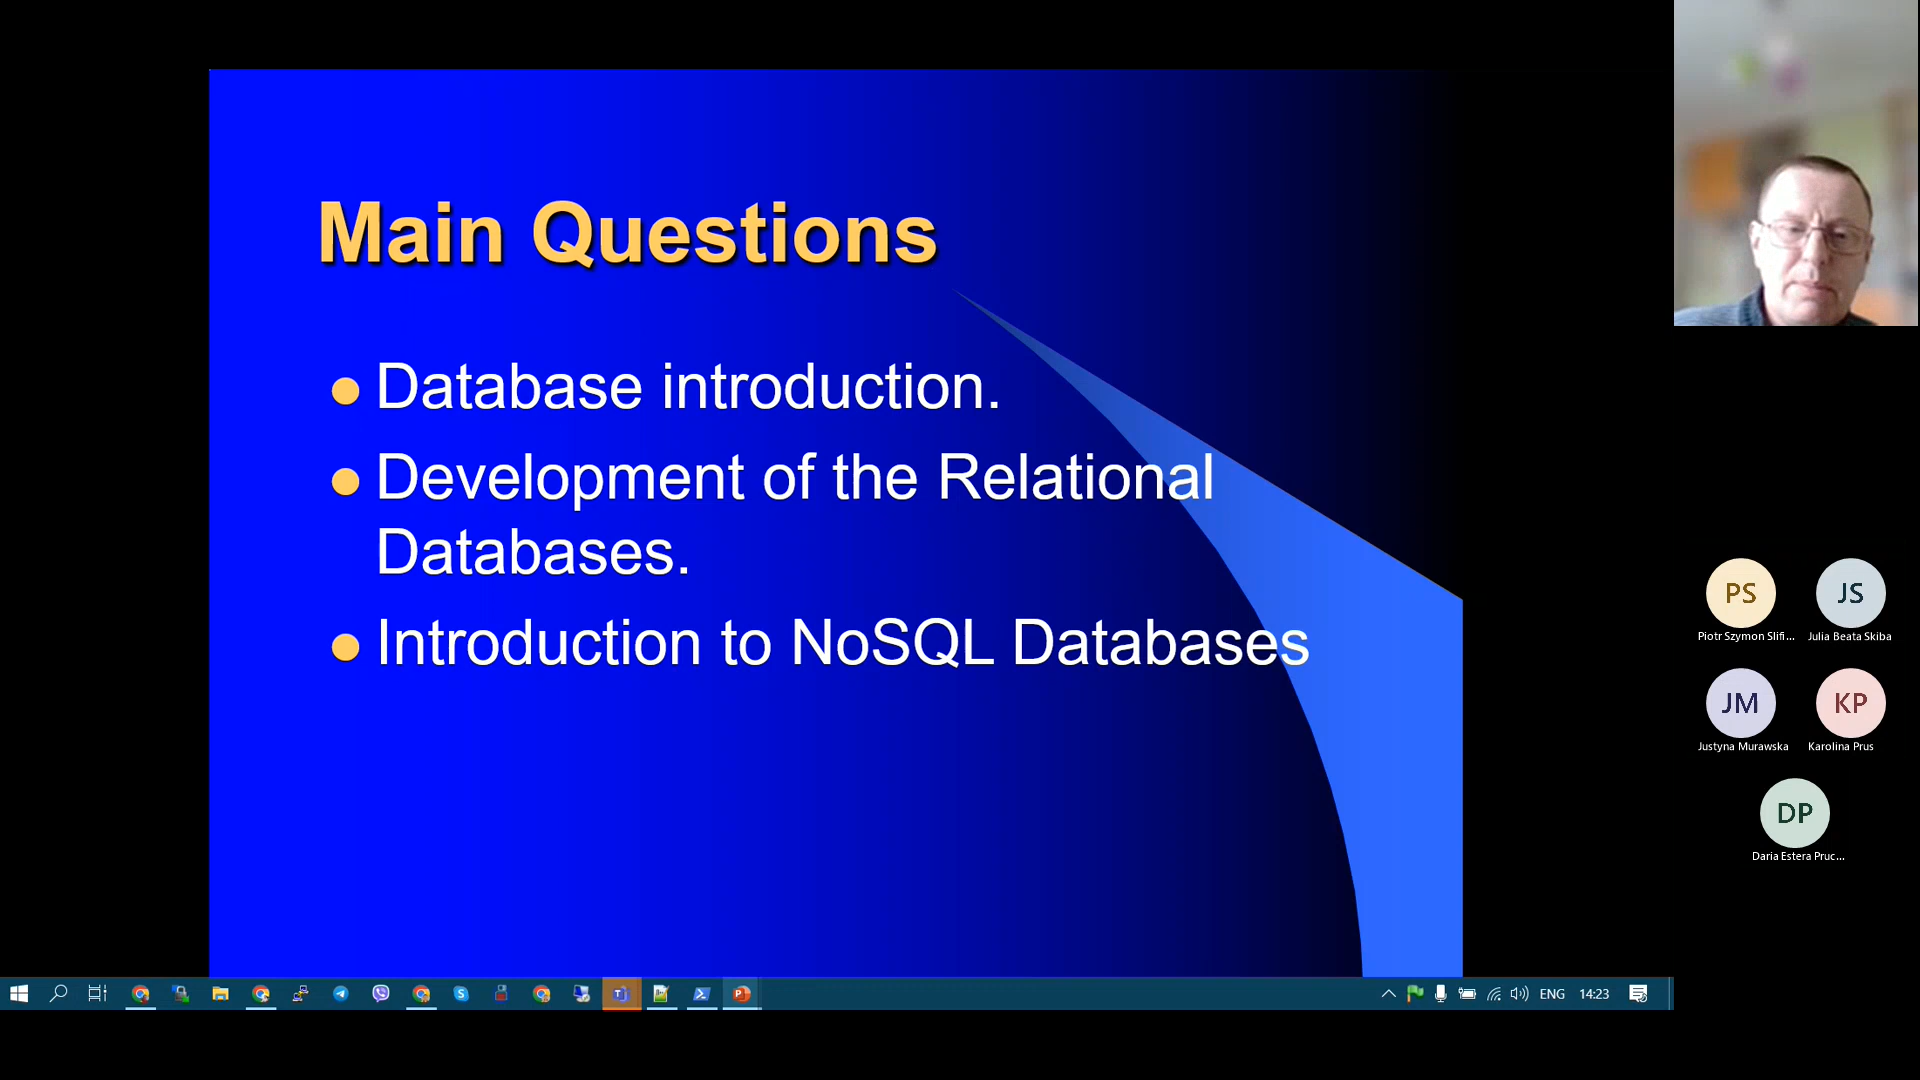 Main Questions
Database introduction.
Development of the Relational
Databases.
Introduction to NoSQL Databases
PS
JS
Piotr Szymon Slifi...
Julia Beata Skiba
JM
KP
Justyna Murawska
Karolina Prus
DP
Daria Estera Pruc...
ENG
14:23